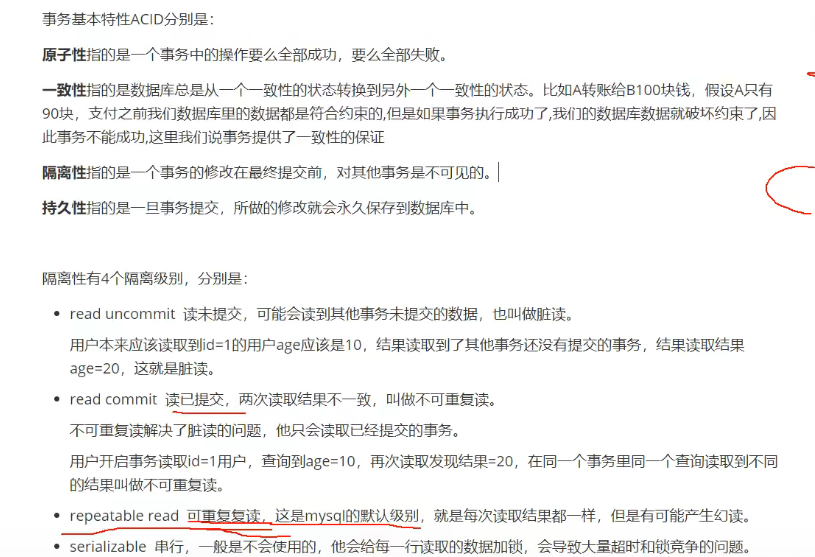 事务基本特性ACID分别是：
原子性指的是一个事务中的操作要么全部成功，要么全部失败。
一致性指的是数据库总是从一个一致性的状态转换到另外一个一致性的状态。比如A转账给B100块钱，假设A只有
90块，支付之前我们数据库里的数据都是符合约束的,但是如果事务执行成功了,我们的数据库数据就破坏约束了,因
此事务不能成功,这里我们说事务提供了一致性的保证
隔离性指的是一个事务的修改在最终提交前，对其他事务是不可见的。
持久性指的是一旦事务提交，所做的修改就会永久保存到数据库中。
隔离性有4个隔离级别，分别是：
• read uncommit 读未提交，可能会读到其他事务未提交的数据，也叫做脏读。
用户本来应该读取到id=1的用户age应该是10，结果读取到了其他事务还没有提交的事务，结果读取结果
age=20，这就是脏读。
• read commit 读已提交，两次读取结果不一致，叫做不可重复读。
不可重复读解决了脏读的问题，他只会读取已经提交的事务。
用户开启事务读取id=1用户，查询到age=10，再次读取发现结果=20，在同一个事务里同一个查询读取到不同
的结果叫做不可重复读。
• repeatable read 可重复复读，这是mysql的默认级别，就是每次读取结果都一样，但是有可能产生幻读。
• serializable 串行，一般是不会使用的，他会给每一行读取的数据加锁，会导致大量超时和锁竞争的问题。